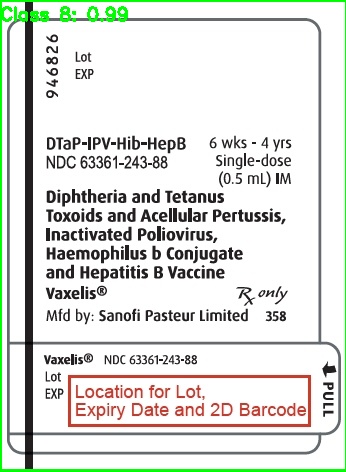 Class 8: 0.99
946826
Lot
EXP
DTaP-IPV-Hib-HepB 6 wks - 4 yrs
NDC 63361-243-88 Single-dose
(0.5 mL) IM
Diphtheria and Tetanus
Toxoids and Acellular Pertussis,
Inactivated Poliovirus,
Haemophilus b Conjugate
and Hepatitis B Vaccine
Vaxelis® Rx only
Mfd by: Sanofi Pasteur Limited 358
Vaxelis® NDC 63361-243-88
Lot
EXP
Location for Lot,
Expiry Date and 2D Barcode
PULL